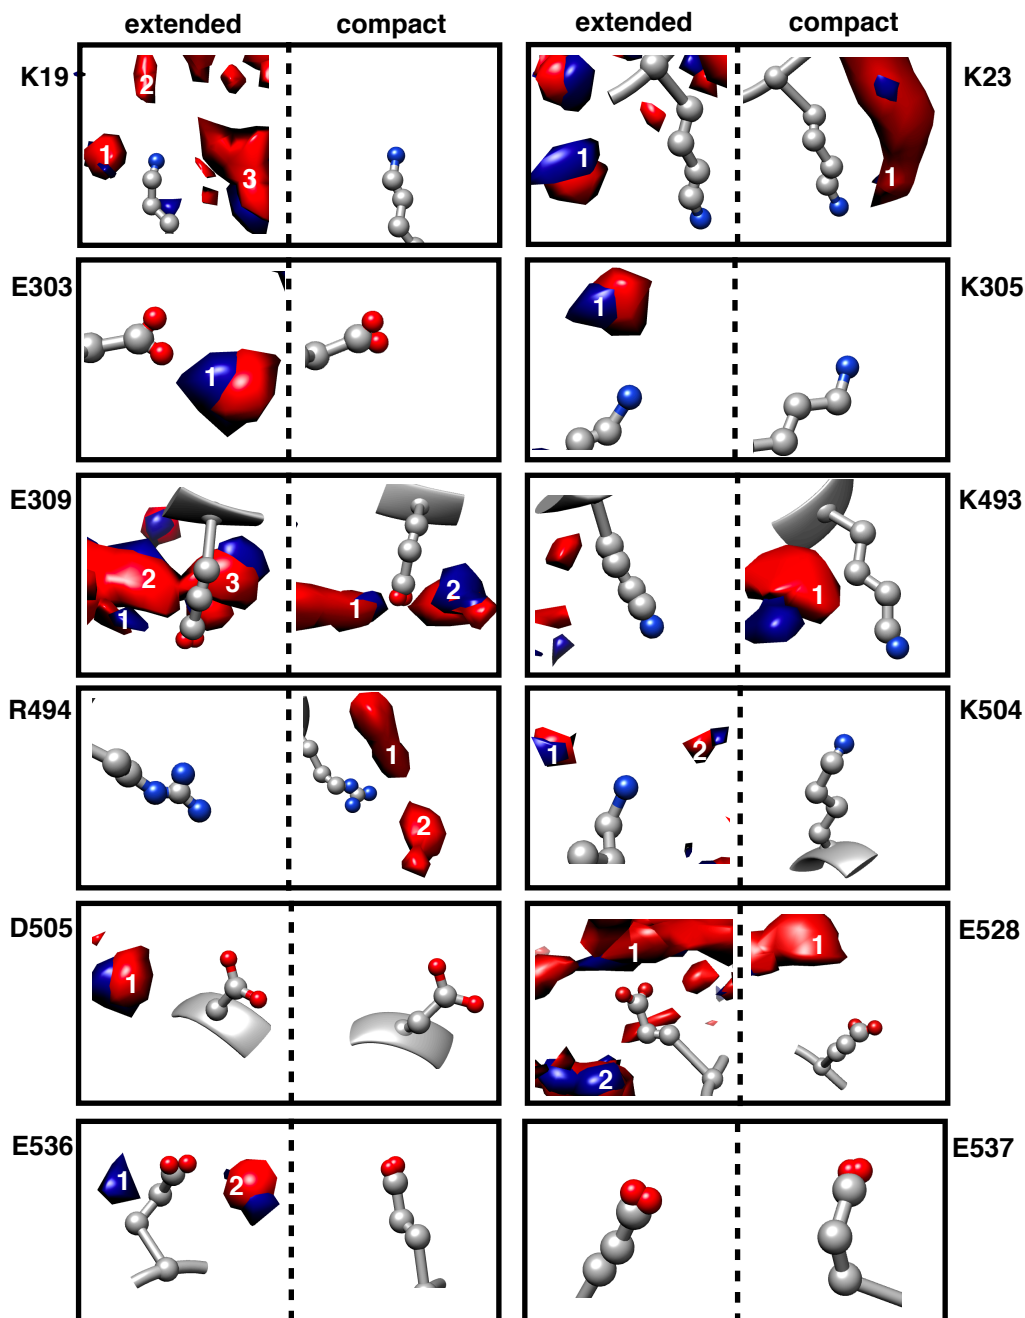 extended compact extended compact
K19 2 1 3 K23 1 1
E303 1 K305 1
E309 2 3 1 1 2 K493 1
R494 1 2 K504 1 2
D505 1 E528 1 2 1
E536 1 2 E537